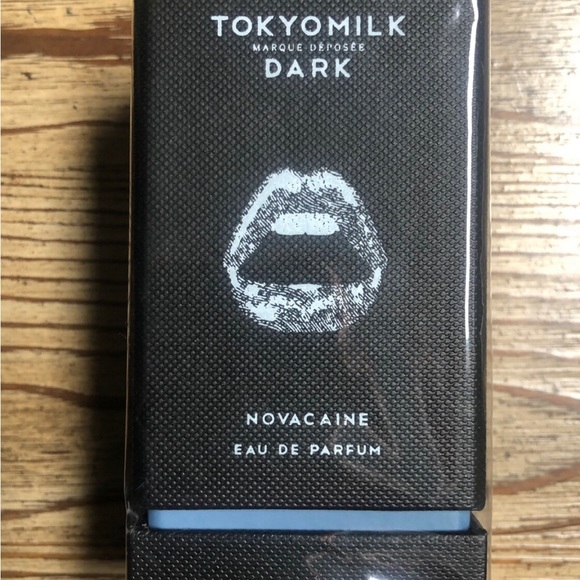 TOKYOMILK
MARQUE DÉPOSÉE
DARK
NOVACAINE
EAU DE PARFUM